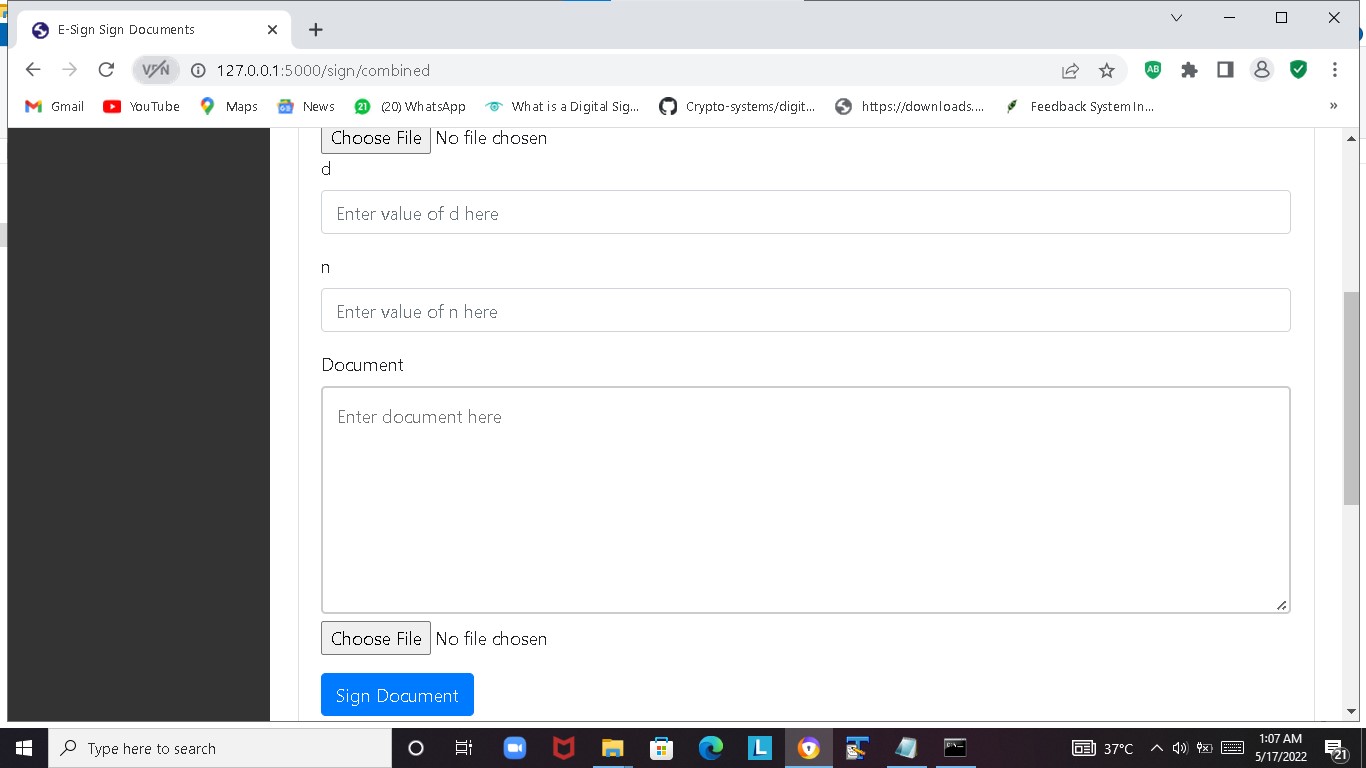 E-Sign Sign Documents
VPN
127.0.0.1:5000/sign/combined
AB
Gmail
YouTube
Maps
News
21
(20) WhatsApp
What is a Digital Sig...
Crypto-systems/digit...
https://downloads....
Feedback System In...
»
Choose File No file chosen
d
Enter value of d here
n
Enter value of n here
Document
Enter document here
Choose File No file chosen
Sign Document
Type here to search
L
37°C
1:07 AM
5/17/2022
21